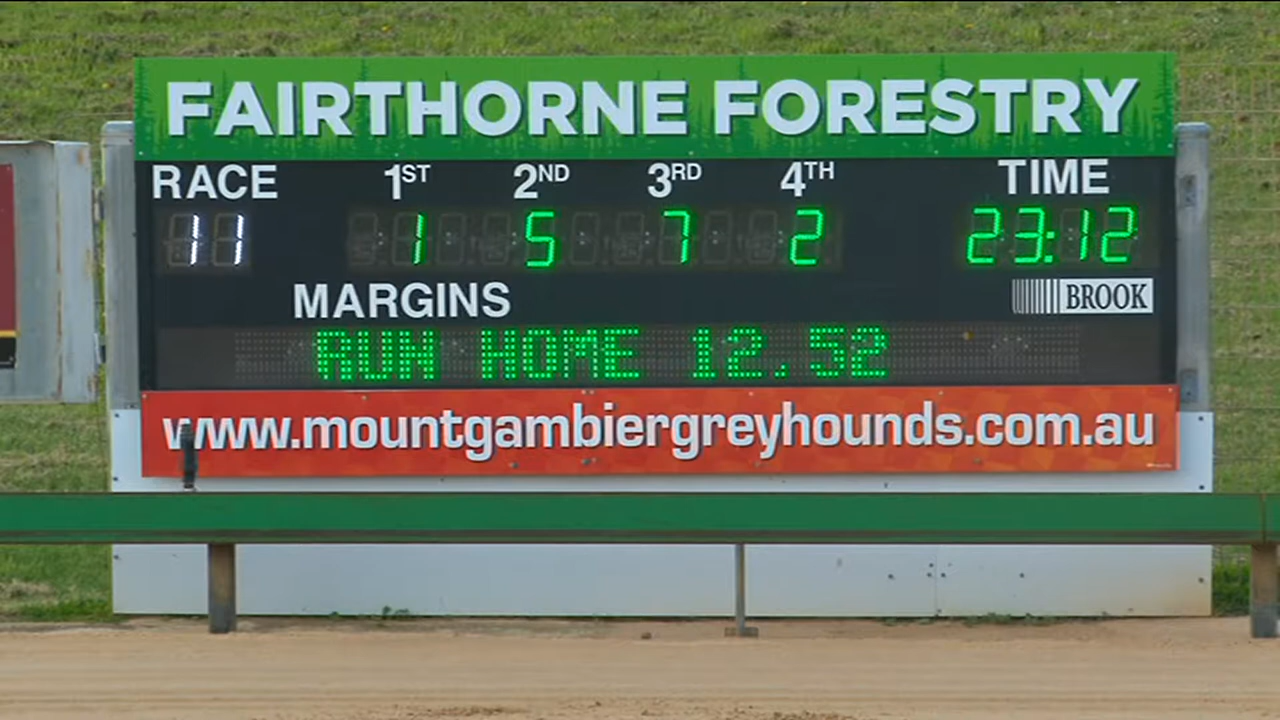 FAIRTHORNE FORESTRY
RACE 1ST 2ND 3RD 4TH TIME
11 1 5 7 2 23:12
MARGINS BROOK
RUN HOME 12.52
www.mountgambiergreyhounds.com.au